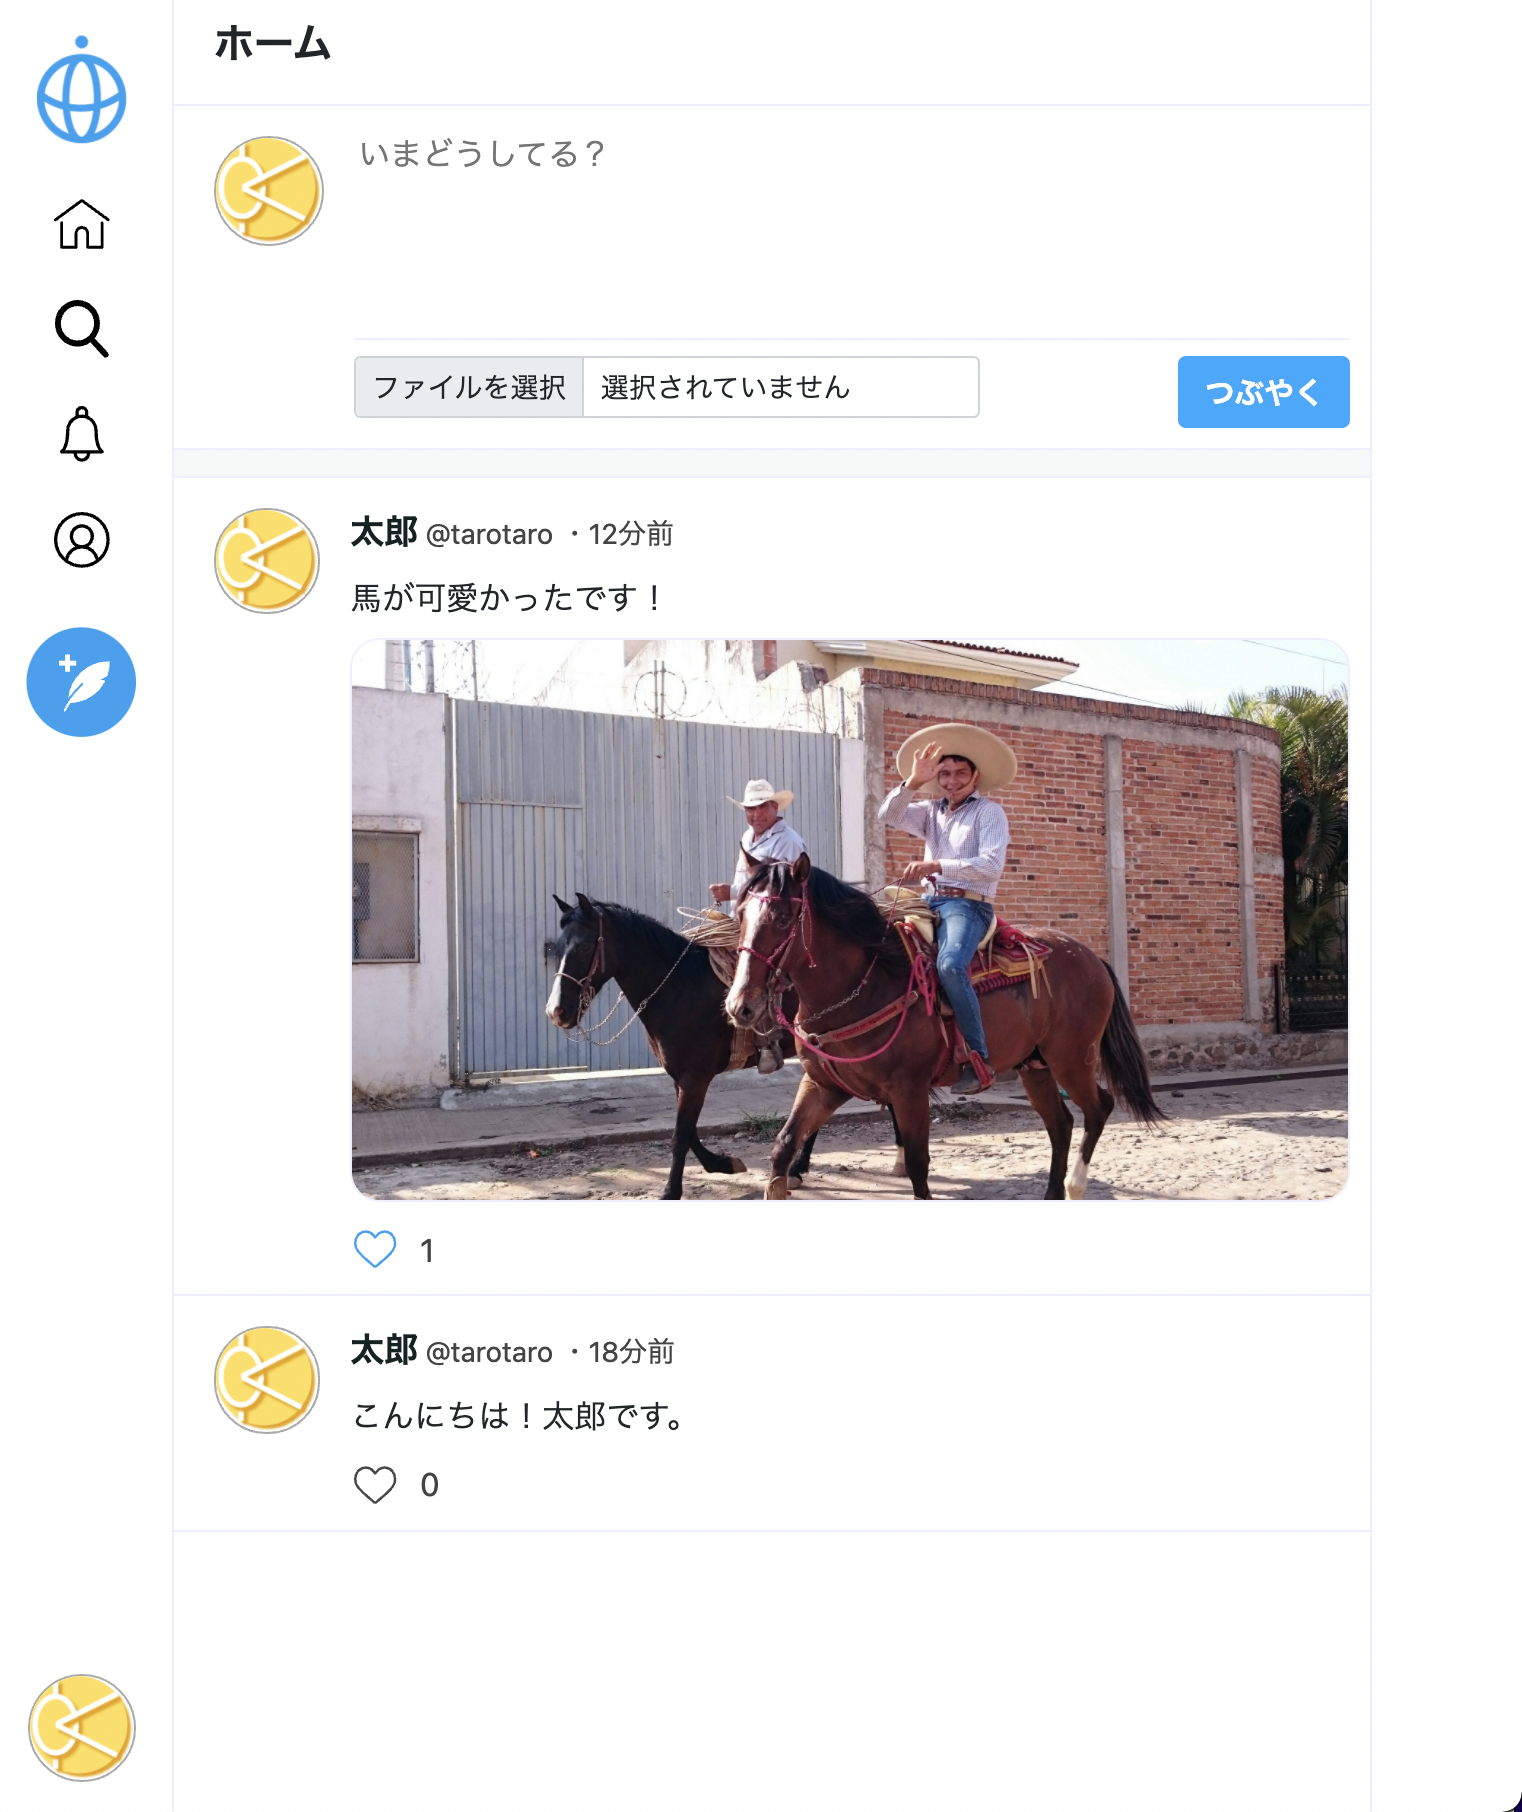 ホーム
いまどうしてる？
ファイルを選択 選択されていません
つぶやく
太郎 @tarotaro ・12分前
馬が可愛かったです！
1
太郎 @tarotaro ・18分前
こんにちは！太郎です。
0